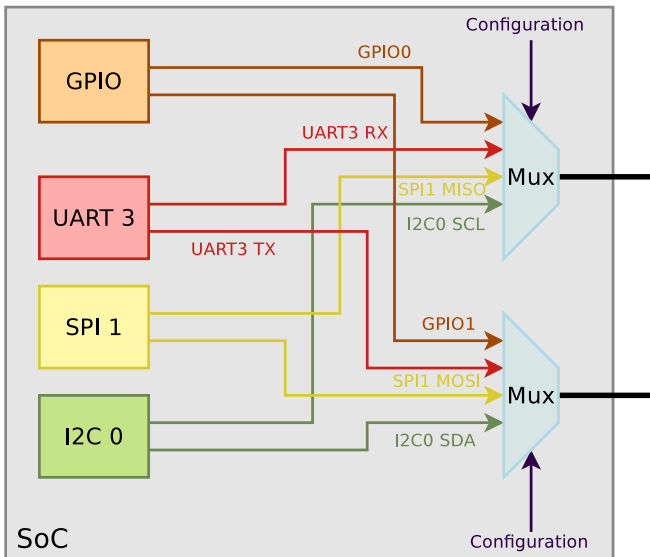 Configuration
GPIO0
GPIO
UART3 RX
Mux
SPI1 MISO
UART 3
I2C0 SCL
UART3 TX
GPIO1
SPI 1
SPI1 MOSI
Mux
I2C 0
I2C0 SDA
SoC
Configuration